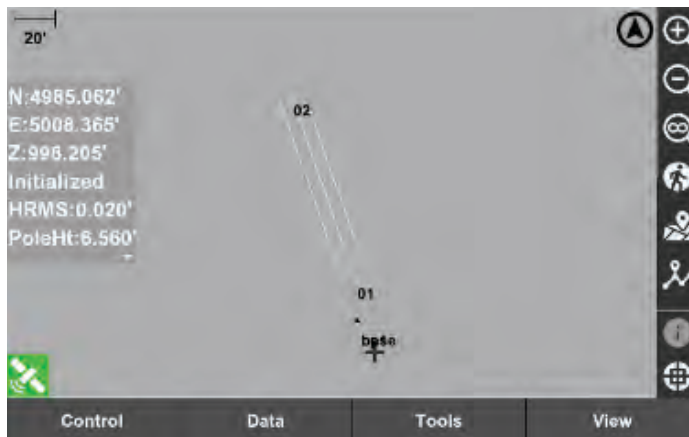 20'
N:4985.062'
E:5008.365'
Z:996.205'
Initialized
HRMS:0.020'
PoleHt:6.560'
02
01
base
Control Data Tools View